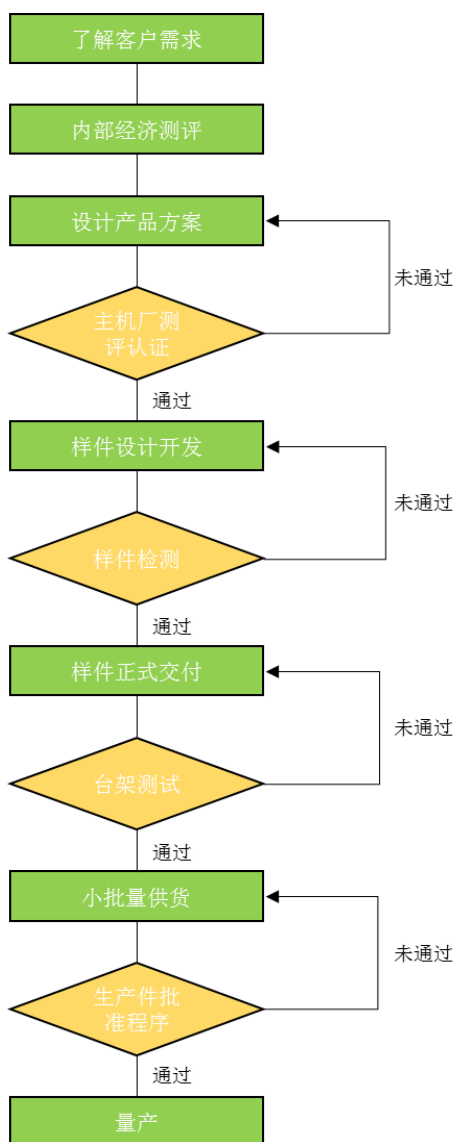 了解客户需求
内部经济测评
设计产品方案
未通过
主机厂测
评认证
通过
样件设计开发
未通过
样件检测
通过
样件正式交付
未通过
台架测试
通过
小批量供货
未通过
生产件批
准程序
通过
量产